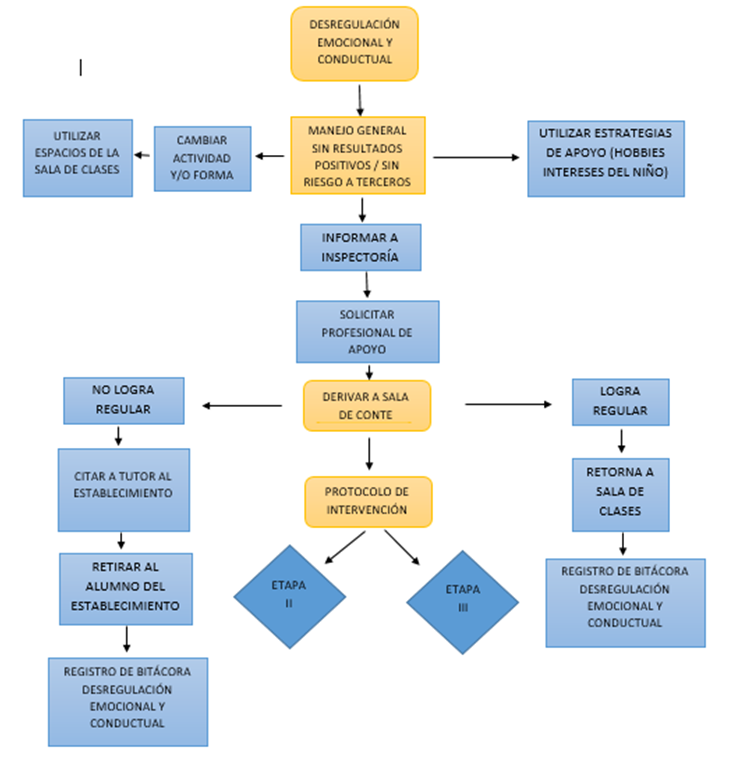 DESREGULACIÓN
EMOCIONAL Y
CONDUCTUAL
UTILIZAR
ESPACIOS DE LA
SALA DE CLASES
CAMBIAR
ACTIVIDAD
Y/O FORMA
MANEJO GENERAL
SIN RESULTADOS
POSITIVOS / SIN
RIESGO A TERCEROS
UTILIZAR ESTRATEGIAS
DE APOYO (HOBBIES
INTERESES DEL NIÑO)
INFORMAR A
INSPECTORÍA
SOLICITAR
PROFESIONAL DE
APOYO
NO LOGRA
REGULAR
DERIVAR A SALA
DE CONTE
LOGRA
REGULAR
CITAR A TUTOR AL
ESTABLECIMIENTO
PROTOCOLO DE
INTERVENCIÓN
RETORNA A
SALA DE
CLASES
RETIRAR AL
ALUMNO DEL
ESTABLECIMIENTO
ETAPA
II
ETAPA
III
REGISTRO DE BITÁCORA
DESREGULACIÓN
EMOCIONAL Y
CONDUCTUAL
REGISTRO DE BITÁCORA
DESREGULACIÓN
EMOCIONAL Y
CONDUCTUAL